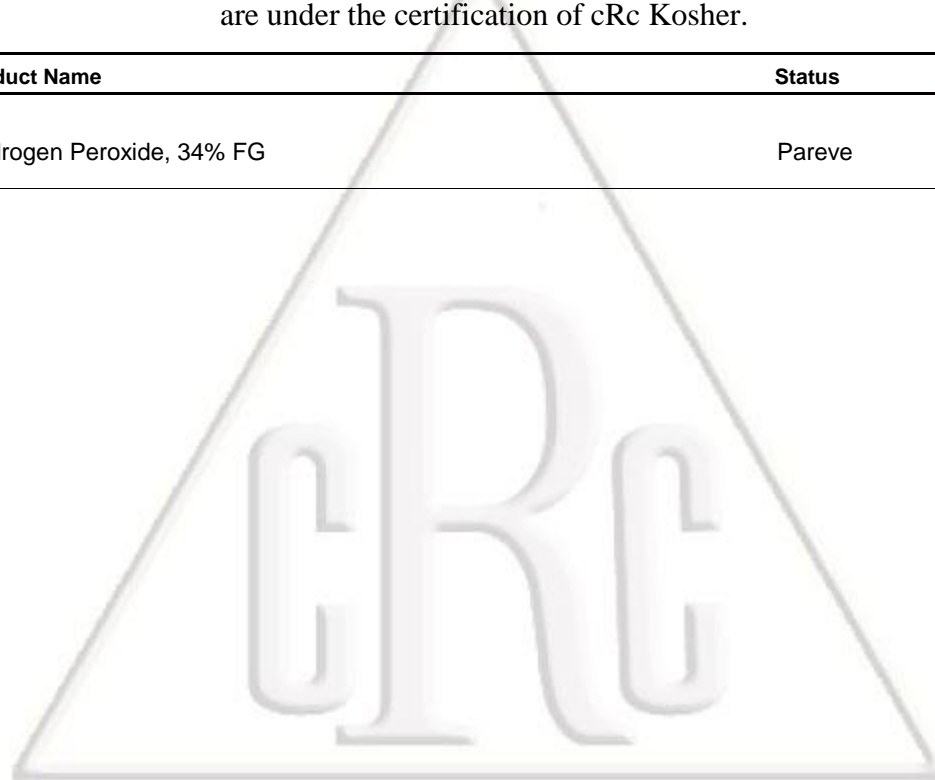 are under the certification of cRc Kosher.
duct Name Status
rogen Peroxide, 34% FG Pareve
cRc